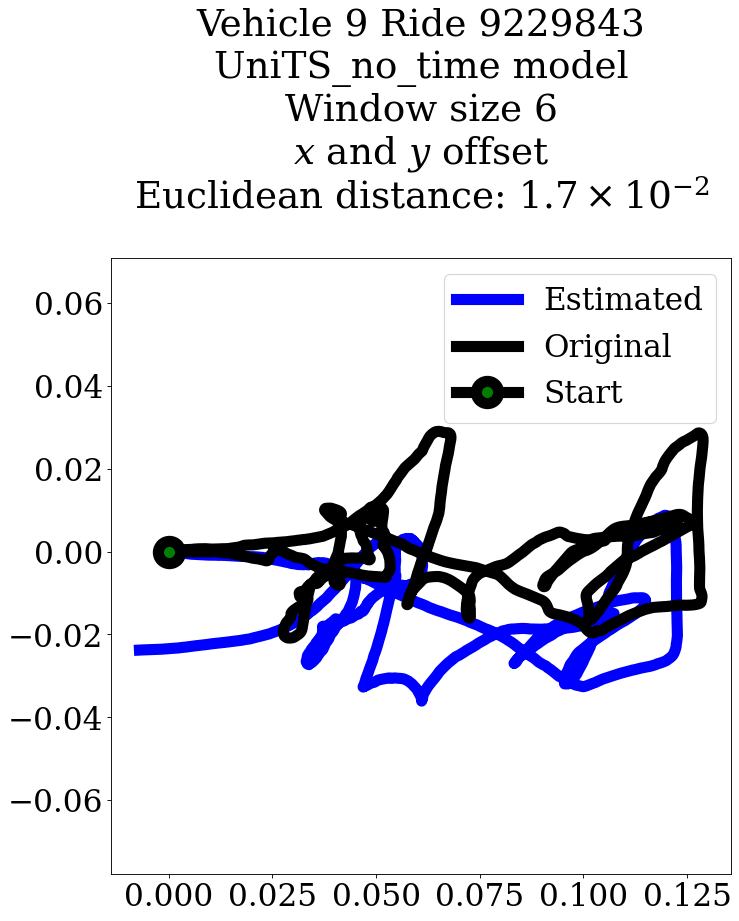 Vehicle 9 Ride 9229843
UniTS_no_time model
Window size 6
x and y offset
Euclidean distance: 1.7 × 10⁻²
Estimated
Original
Start
0.06
0.04
0.02
0.00
−0.02
−0.04
−0.06
0.000 0.025 0.050 0.075 0.100 0.125